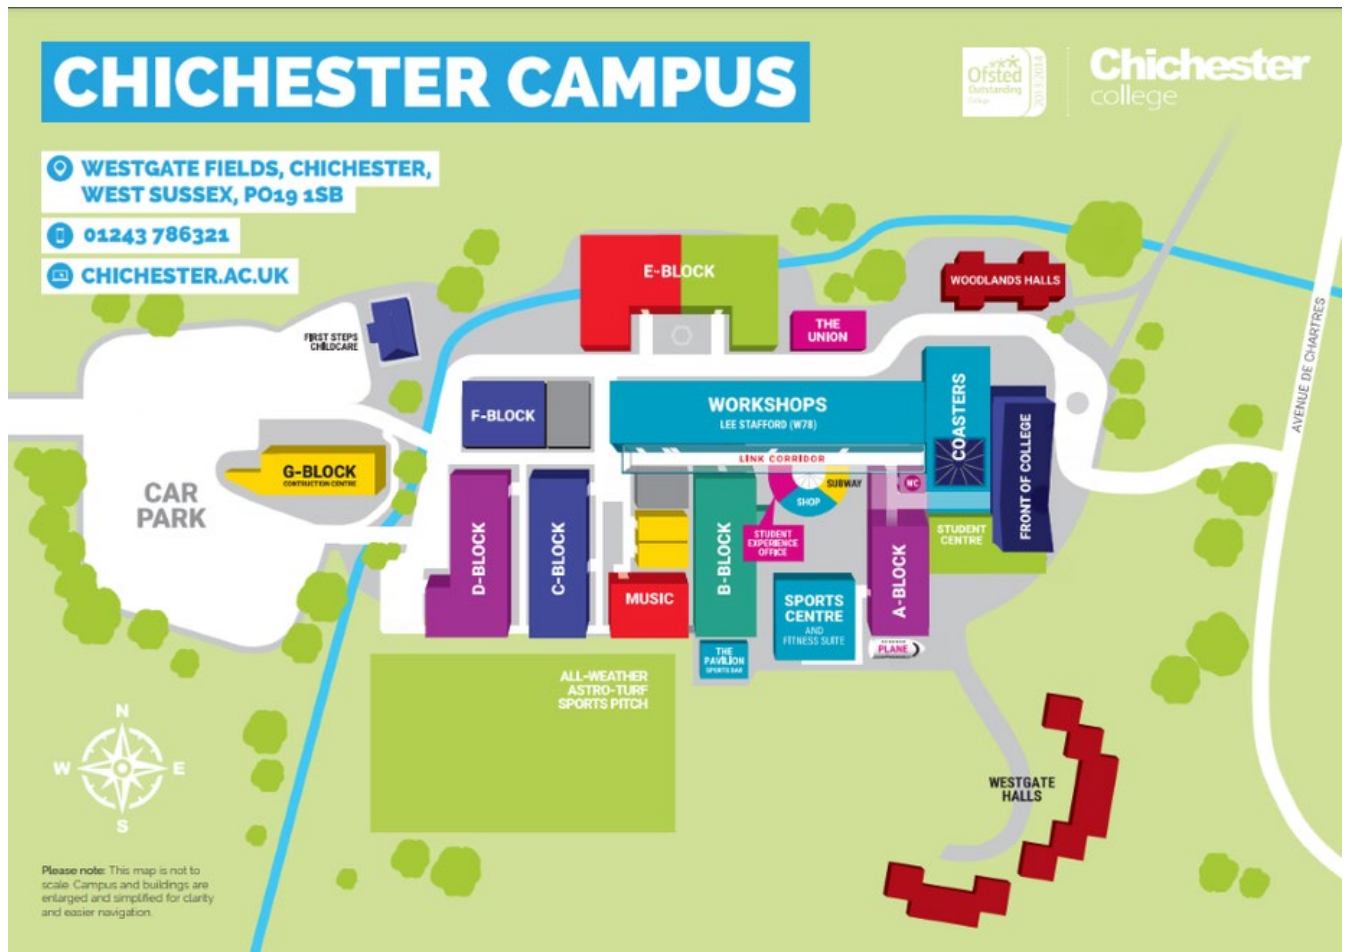 CHICHESTER CAMPUS
Ofsted
Outstanding
College
2013|2014
Chichester
college
WESTGATE FIELDS, CHICHESTER,
WEST SUSSEX, PO19 1SB
01243 786321
CHICHESTER.AC.UK
E-BLOCK
WOODLANDS HALLS
THE
UNION
FIRST STEPS
CHILDCARE
AVENUE DE CHARTRES
F-BLOCK
WORKSHOPS
LEE STAFFORD (W78)
COASTERS
LINK CORRIDOR
FRONT OF COLLEGE
G-BLOCK
CONTRUCTION CENTRE
CAR
PARK
SUBWAY
WC
SHOP
STUDENT
EXPERIENCE
OFFICE
STUDENT
CENTRE
D-BLOCK
C-BLOCK
B-BLOCK
A-BLOCK
MUSIC
SPORTS
CENTRE
AND
FITNESS SUITE
THE
PAVILION
SPORTS BAR
PLANE
ALL-WEATHER
ASTRO-TURF
SPORTS PITCH
N
W
E
S
WESTGATE
HALLS
Please note: This map is not to
scale. Campus and buildings are
enlarged and simplified for clarity
and easier navigation.